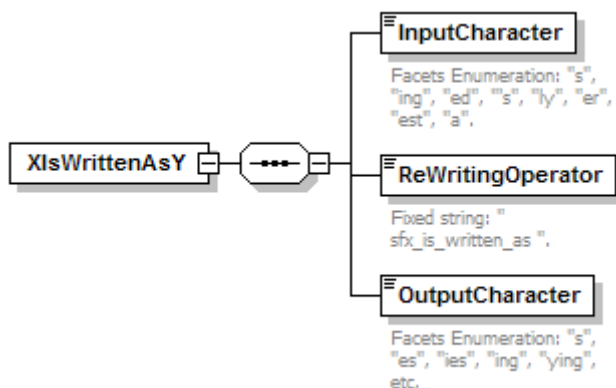 InputCharacter
Facets Enumeration: "s",
"ing", "ed", "'s", "ly", "er",
"est", "a".
XIsWrittenAsY
ReWritingOperator
Fixed string: "
sfx_is_written_as ".
OutputCharacter
Facets Enumeration: "s",
"es", "ies", "ing", "ying",
etc.